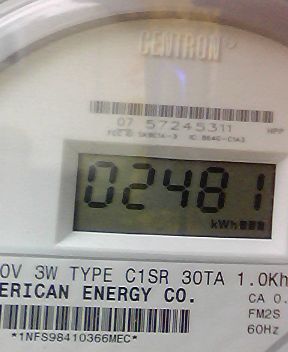 CENTRON®
07 57245311
HPP
02481
kWh
0V 3W TYPE C1SR 30TA 1.0Kh
ERICAN ENERGY CO.
CA 0.
FM2S
*1NFS98410366MEC*
60Hz